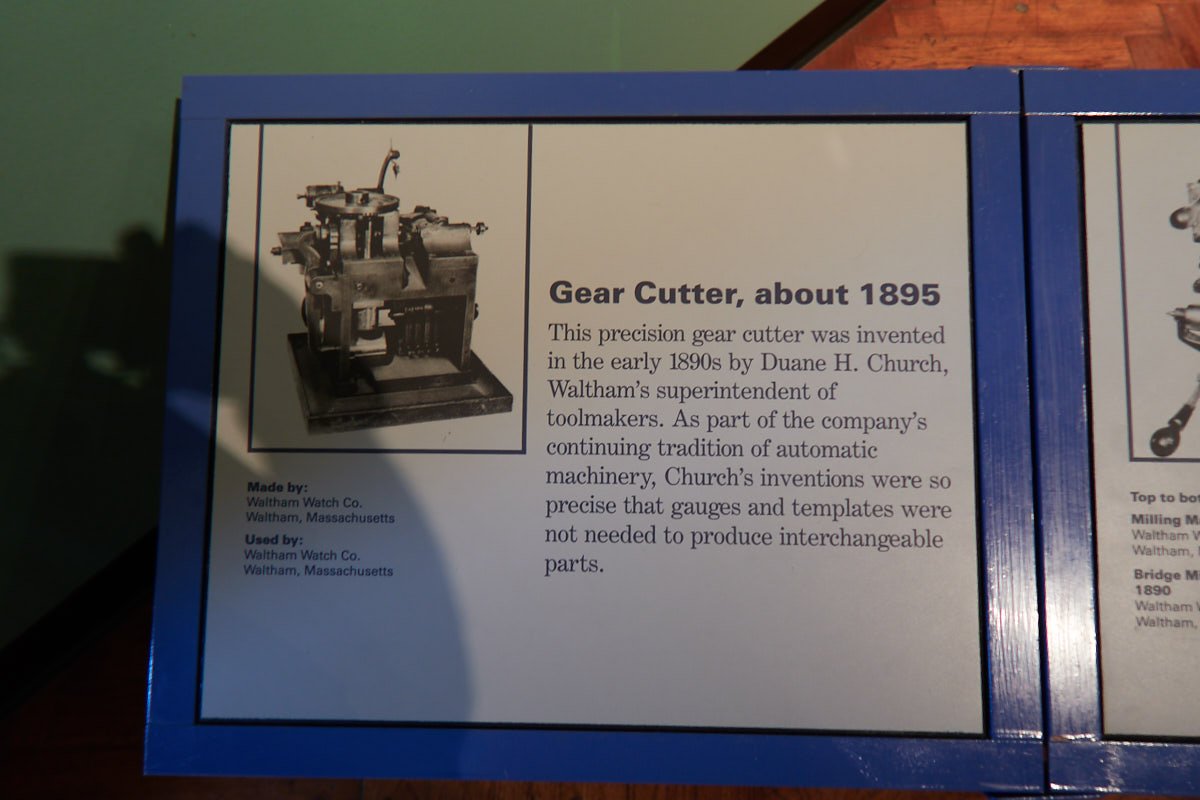 Gear Cutter, about 1895
This precision gear cutter was invented
in the early 1890s by Duane H. Church,
Waltham's superintendent of
toolmakers. As part of the company's
continuing tradition of automatic
machinery, Church's inventions were so
precise that gauges and templates were
not needed to produce interchangeable
parts.
Made by:
Waltham Watch Co.
Waltham, Massachusetts
Used by:
Waltham Watch Co.
Waltham, Massachusetts
Top to bot
Milling M
Waltham W
Waltham,
Bridge Mi
1890
Waltham W
Waltham,